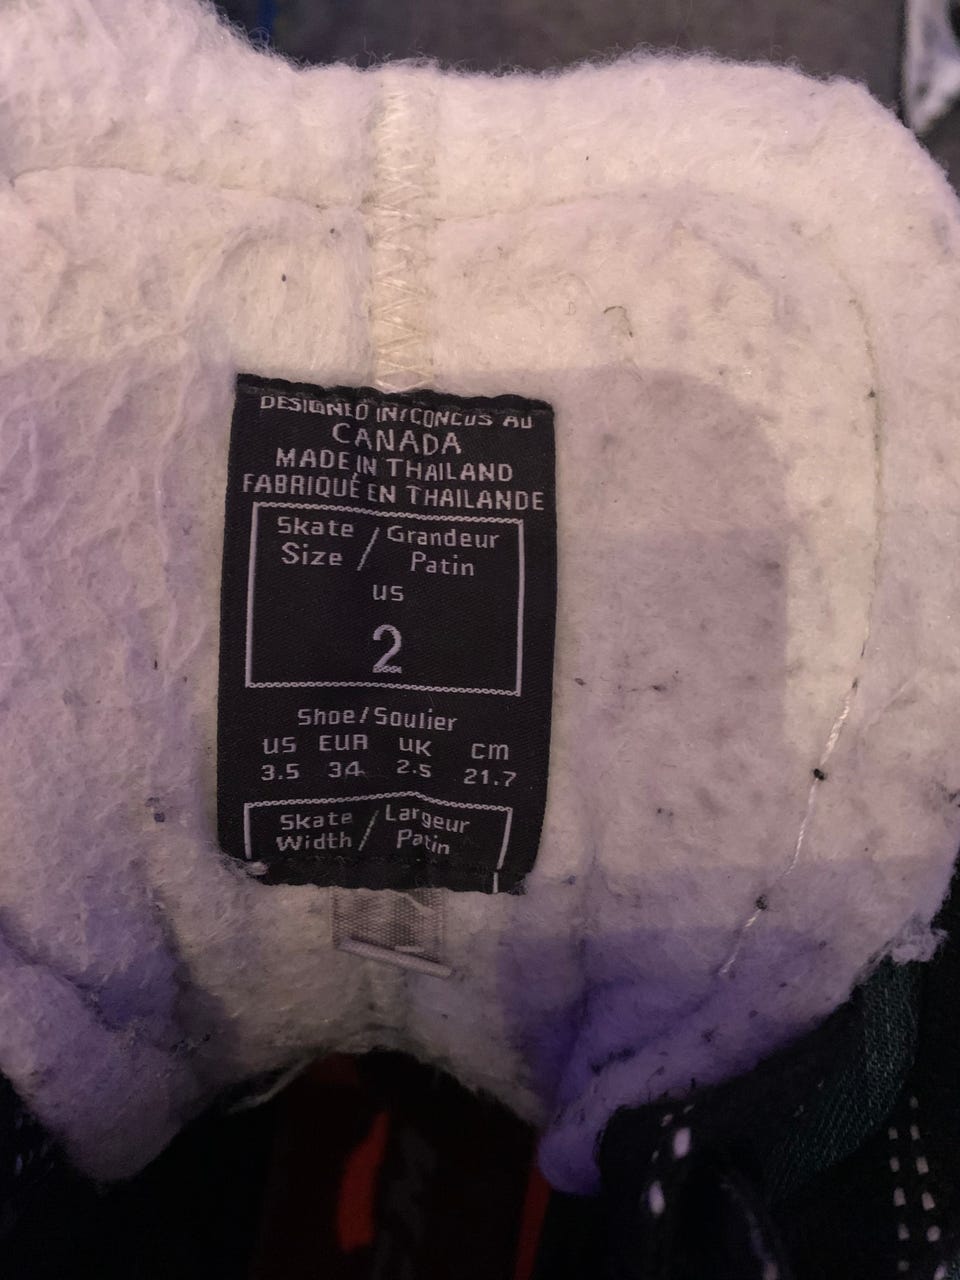 DESIGNED IN/CONCUS AU
CANADA
MADE IN THAILAND
FABRIQUÉ EN THAILANDE
Skate / Grandeur
Size / Patin
US
2
Shoe/Soulier
US EUR UK cm
3.5 34 2.5 21.7
Skate / Largeur
Width / Patin